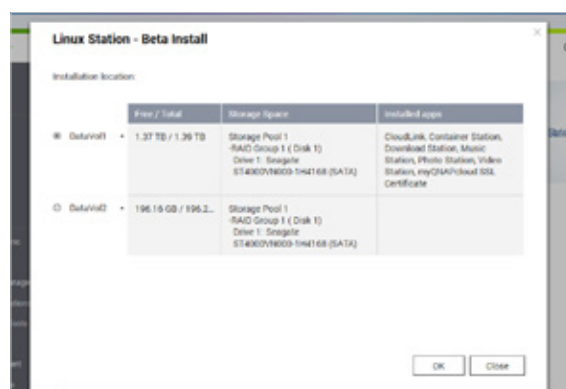 Linux Station - Beta Install
Installation location:
Free / Total Storage Space Installed apps
DataVol1 1.37 TB / 1.39 TB Storage Pool 1 CloudLink, Container Station,
-RAID Group 1 ( Disk 1) Download Station, Music
Drive 1: Seagate Station, Photo Station, Video
ST4000VN000-1H4168 (SATA) Station, myQNAPcloud SSL
Certificate
DataVol2 196.16 GB / 196.2... Storage Pool 1
-RAID Group 1 ( Disk 1)
Drive 1: Seagate
ST4000VN000-1H4168 (SATA)
OK Close